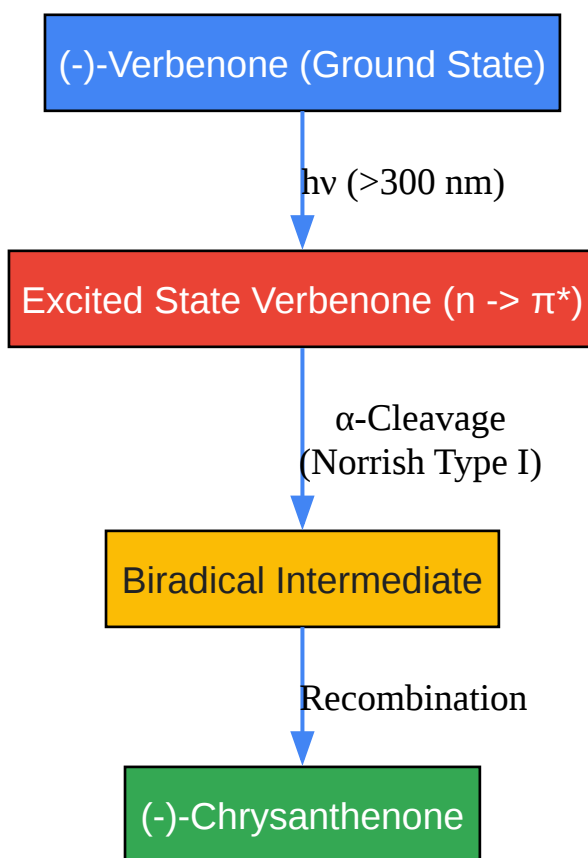 (-)-Verbenone (Ground State)
hν (>300 nm)
Excited State Verbenone (n -> π*)
α-Cleavage
(Norrish Type I)
Biradical Intermediate
Recombination
(-)-Chrysanthenone